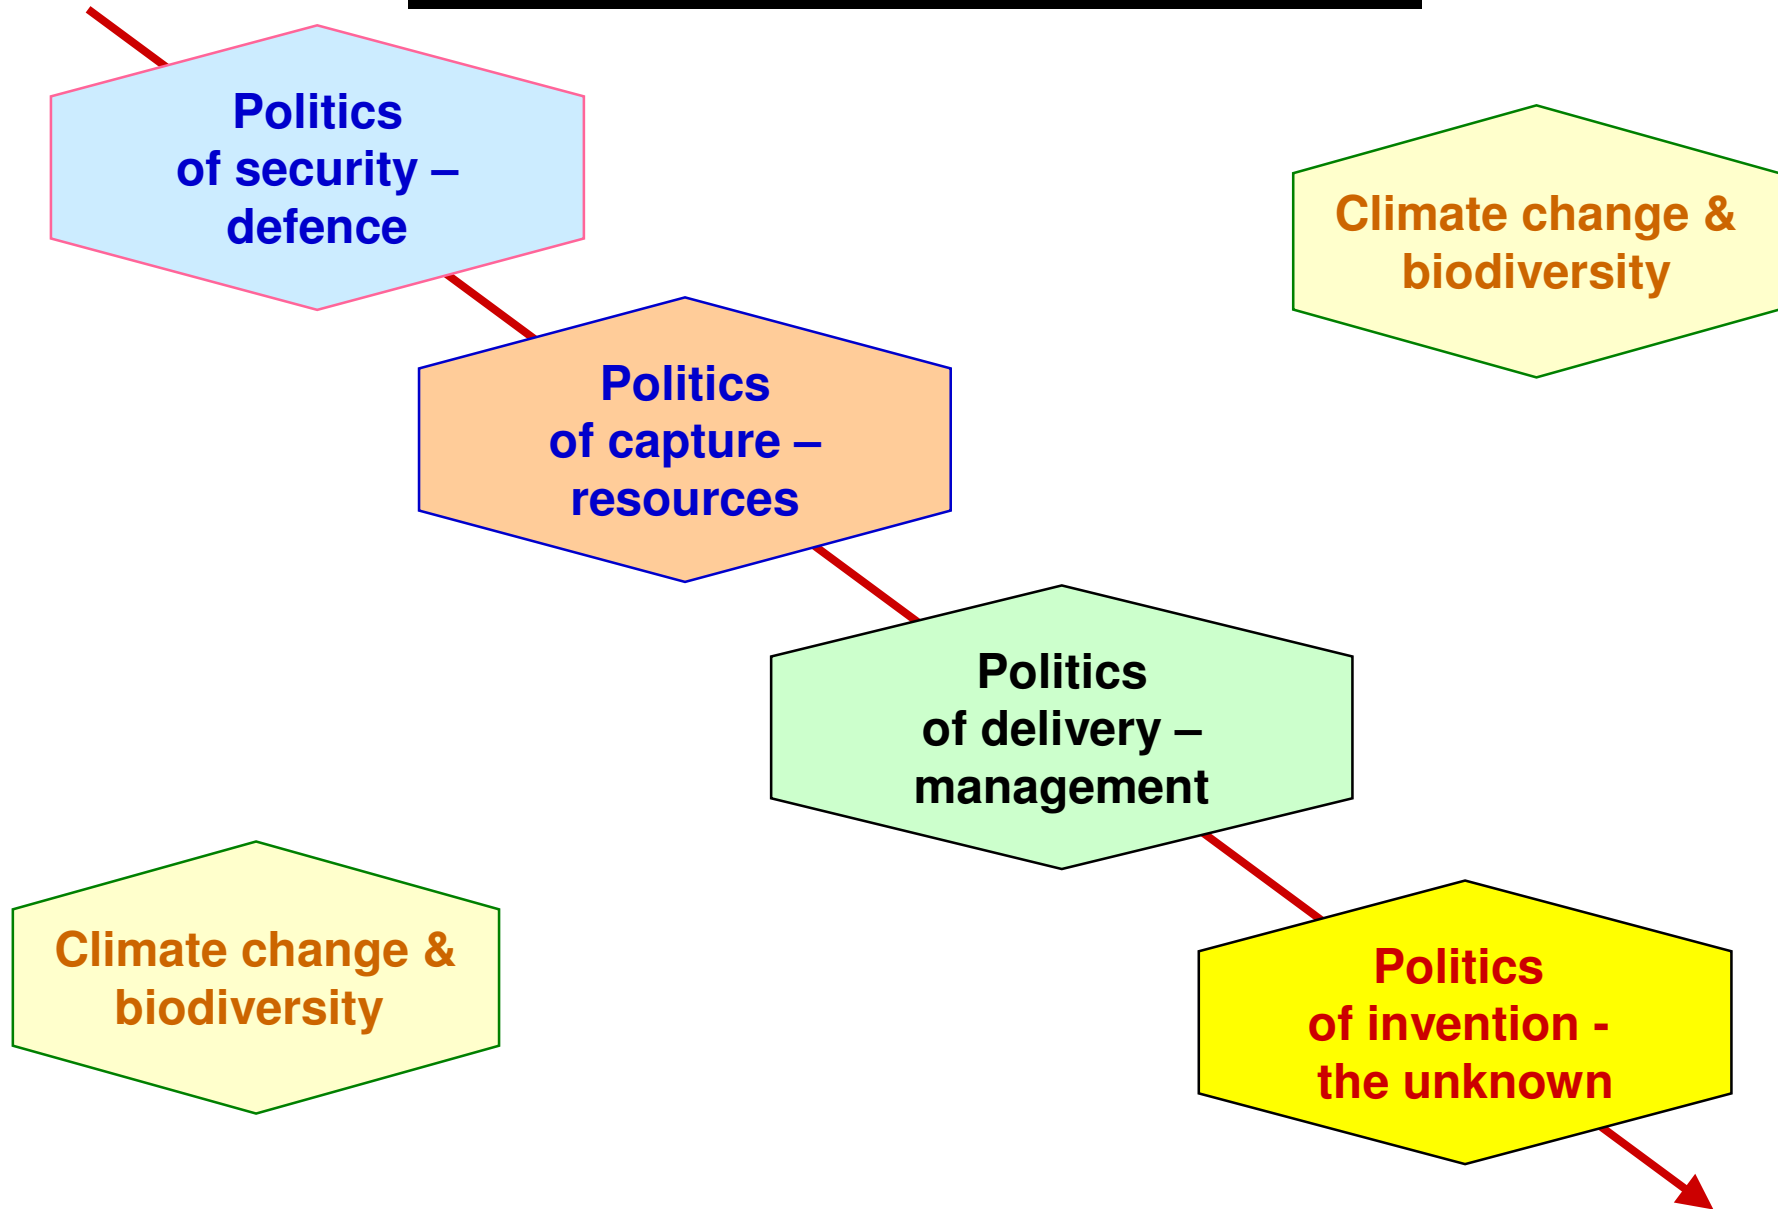 Politics
of security –
defence
Climate change &
biodiversity
Politics
of capture –
resources
Politics
of delivery –
management
Climate change &
biodiversity
Politics
of invention -
the unknown